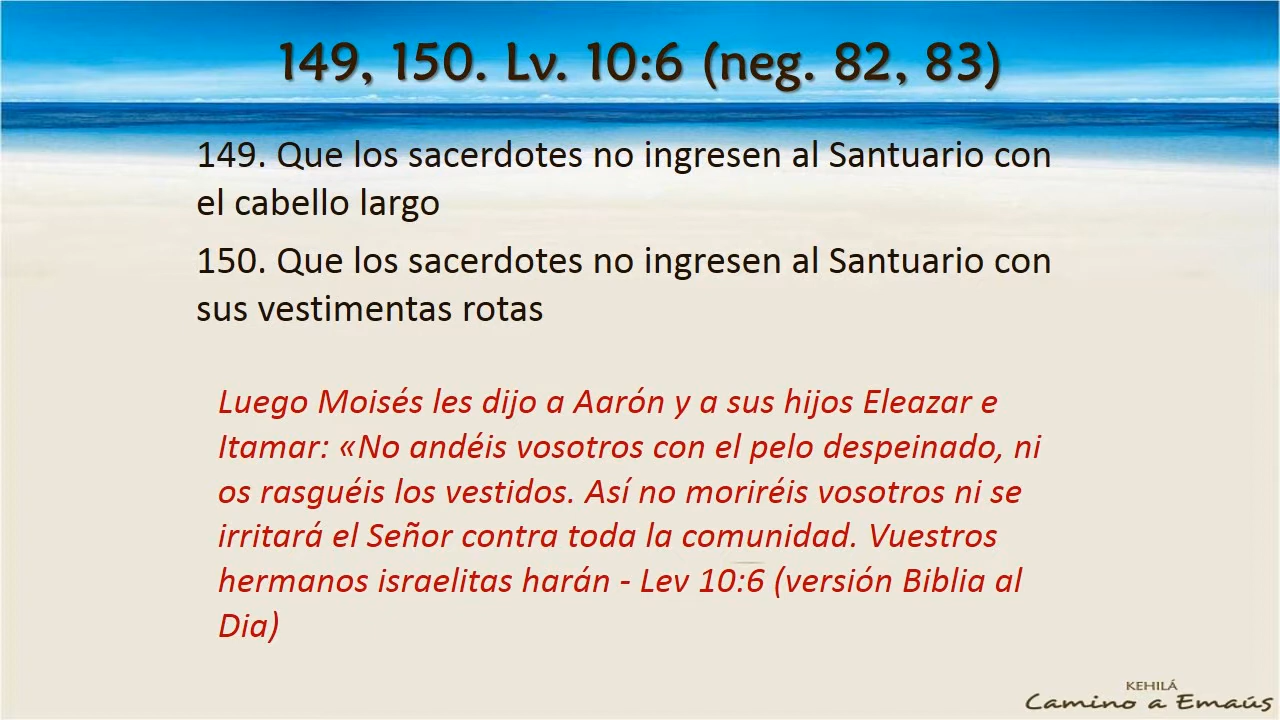 149, 150. Lv. 10:6 (neg. 82, 83)
149. Que los sacerdotes no ingresen al Santuario con
el cabello largo
150. Que los sacerdotes no ingresen al Santuario con
sus vestimentas rotas
Luego Moisés les dijo a Aarón y a sus hijos Eleazar e
Itamar: «No andéis vosotros con el pelo despeinado, ni
os rasguéis los vestidos. Así no moriréis vosotros ni se
irritará el Señor contra toda la comunidad. Vuestros
hermanos israelitas harán - Lev 10:6 (versión Biblia al
Dia)
KEHILÁ
Camino a Emaús